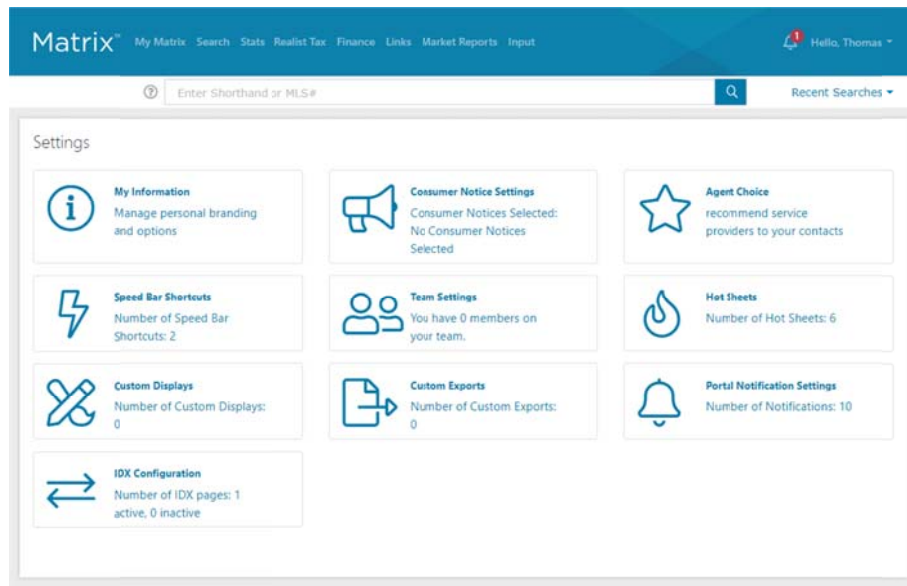 Matrix™ My Matrix Search Stats Realist Tax Finance Links Market Reports Input 1 Hello, Thomas
Enter Shorthand or MLS# Recent Searches
Settings
My Information
Manage personal branding
and options
Consumer Notice Settings
Consumer Notices Selected:
No Consumer Notices
Selected
Agent Choice
recommend service
providers to your contacts
Speed Bar Shortcuts
Number of Speed Bar
Shortcuts: 2
Team Settings
You have 0 members on
your team.
Hot Sheets
Number of Hot Sheets: 6
Custom Displays
Number of Custom Displays:
0
Custom Exports
Number of Custom Exports:
0
Portal Notification Settings
Number of Notifications: 10
IDX Configuration
Number of IDX pages: 1
active, 0 inactive